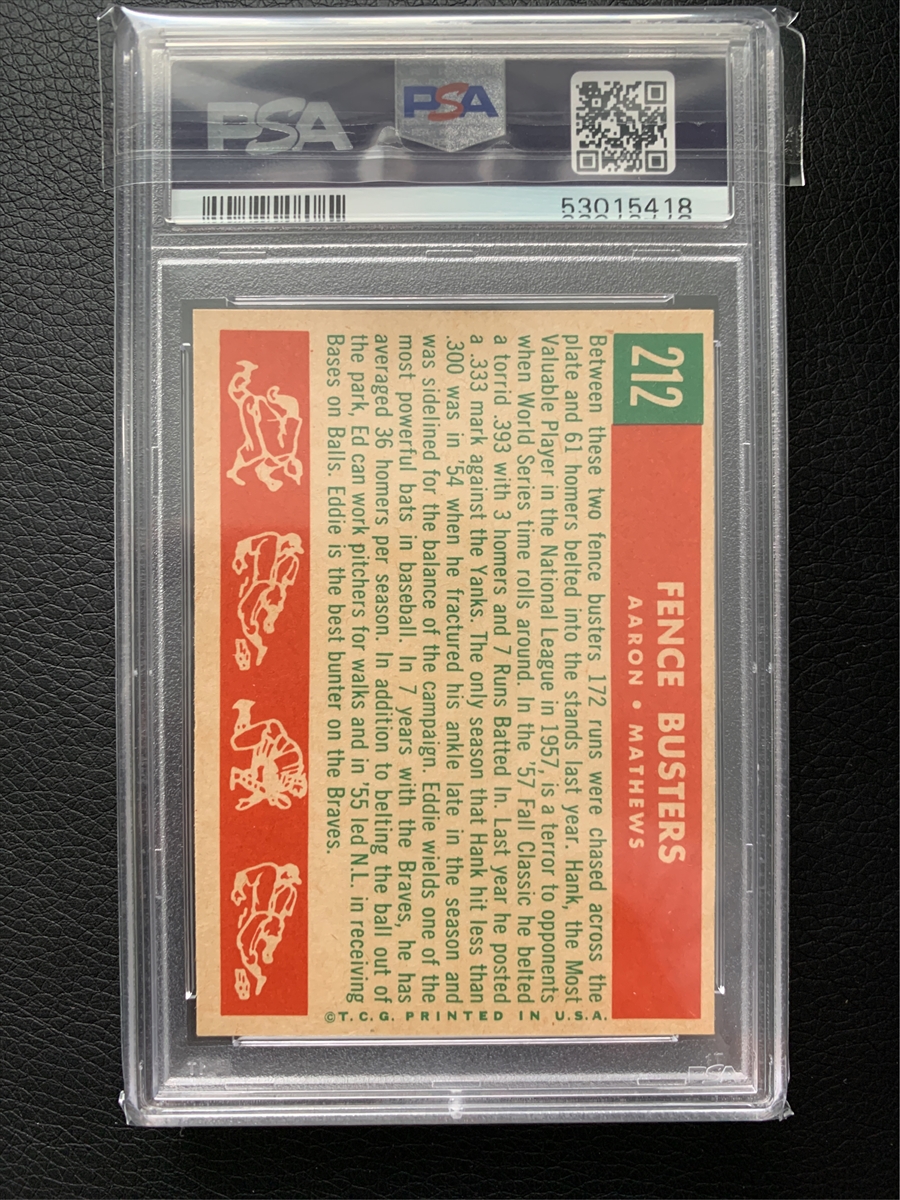 PSA
PSA
53015418
212
FENCE BUSTERS
AARON • MATHEWS
Between these two fence busters 172 runs were chased across the
plate and 61 homers belted into the stands last year. Hank, the Most
Valuable Player in the National League in 1957, is a terror to opponents
when World Series time rolls around. In the '57 Fall Classic he belted
a torrid .393 with 3 homers and 7 Runs Batted In. Last year he posted
a .333 mark against the Yanks. The only season that Hank hit less than
.300 was in '54 when he fractured his ankle late in the season and
was sidelined for the balance of the campaign. Eddie wields one of the
most powerful bats in baseball. In 7 years with the Braves, he has
averaged 36 homers per season. In addition to belting the ball out of
the park, Ed can work pitchers for walks and in '55 led N.L. in receiving
Bases on Balls. Eddie is the best bunter on the Braves.
©T.C.G. PRINTED IN U.S.A.
PSA